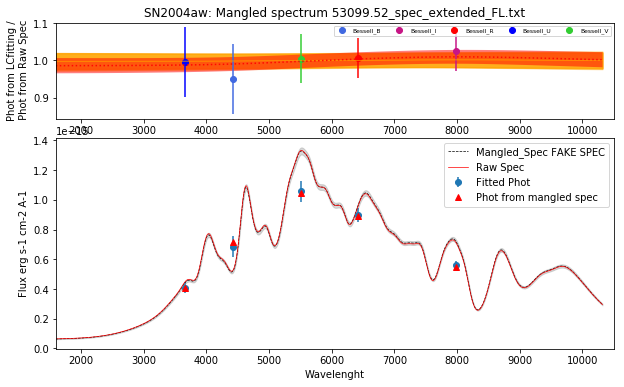 SN2004aw: Mangled spectrum 53099.52_spec_extended_FL.txt
Phot from LCfitting /
Phot from Raw Spec
1.1
1.0
0.9
Bessell_B
Bessell_I
Bessell_R
Bessell_U
Bessell_V
2000 3000 4000 5000 6000 7000 8000 9000 10000
Flux erg s-1 cm-2 A-1
1.4
1.2
1.0
0.8
0.6
0.4
0.2
0.0
Mangled_Spec FAKE SPEC
Raw Spec
Fitted Phot
Phot from mangled spec
2000 3000 4000 5000 6000 7000 8000 9000 10000
Wavelenght